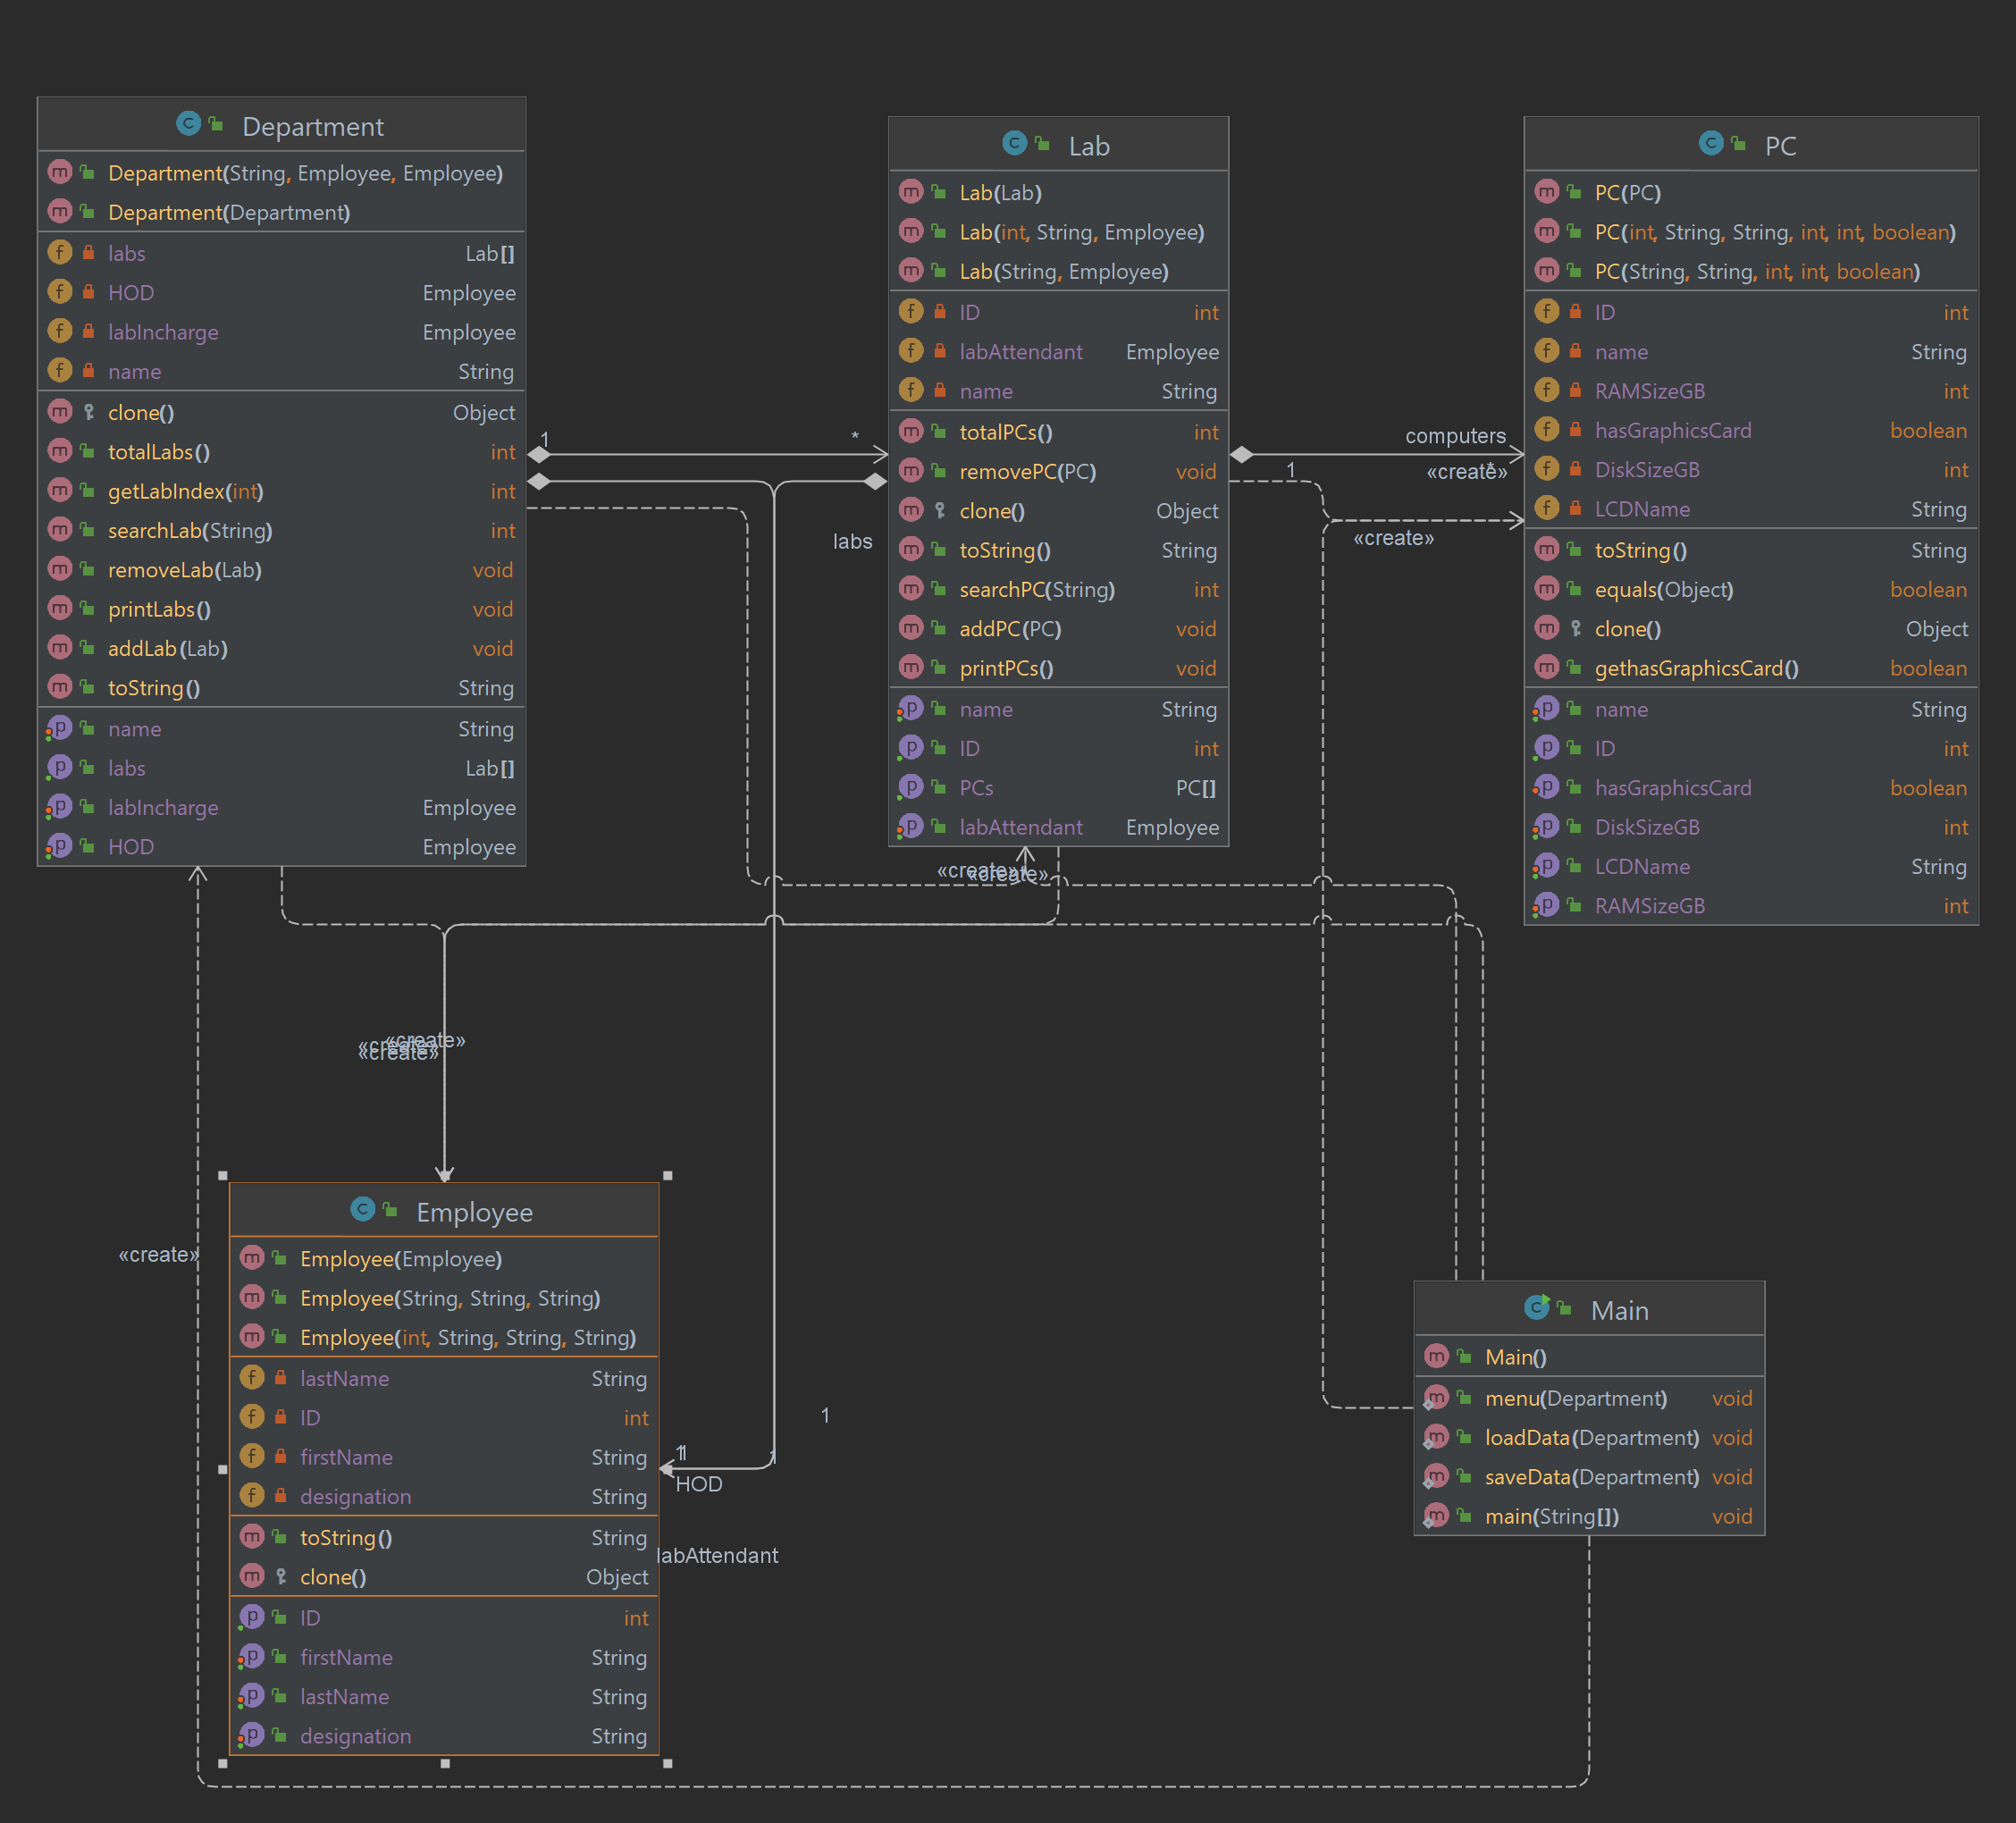 Department
Department(String, Employee, Employee)
Department(Department)
labs Lab[]
HOD Employee
labIncharge Employee
name String
clone() Object
totalLabs() int
getLabIndex(int) int
searchLab(String) int
removeLab(Lab) void
printLabs() void
addLab(Lab) void
toString() String
name String
labs Lab[]
labIncharge Employee
HOD Employee
1
*
labs
Lab
Lab(Lab)
Lab(int, String, Employee)
Lab(String, Employee)
ID int
labAttendant Employee
name String
totalPCs() int
removePC(PC) void
clone() Object
toString() String
searchPC(String) int
addPC(PC) void
printPCs() void
name String
ID int
PCs PC[]
labAttendant Employee
computers
«create»
*
1
«create»
PC
PC(PC)
PC(int, String, String, int, int, boolean)
PC(String, String, int, int, boolean)
ID int
name String
RAMSizeGB int
hasGraphicsCard boolean
DiskSizeGB int
LCDName String
toString() String
equals(Object) boolean
clone() Object
gethasGraphicsCard() boolean
name String
ID int
hasGraphicsCard boolean
DiskSizeGB int
LCDName String
RAMSizeGB int
«create»
«create»
«create»
«create»
«create»
«create»
Employee
Employee(Employee)
Employee(String, String, String)
Employee(int, String, String, String)
lastName String
ID int
firstName String
designation String
toString() String
clone() Object
ID int
firstName String
lastName String
designation String
1
1
1
1
HOD
labAttendant
Main
Main()
menu(Department) void
loadData(Department) void
saveData(Department) void
main(String[]) void